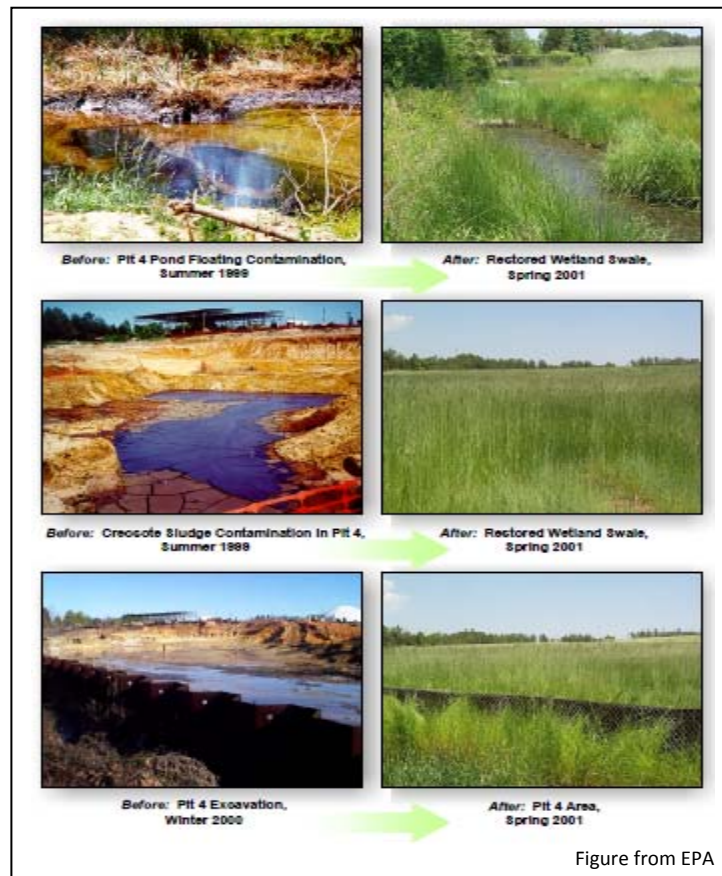 Before: Pit 4 Pond Floating Contamination,
Summer 1999
After: Restored Wetland Swale,
Spring 2001
Before: Creosote Sludge Contamination in Pit 4,
Summer 1999
After: Restored Wetland Swale,
Spring 2001
Before: Pit 4 Excavation,
Winter 2000
After: Pit 4 Area,
Spring 2001
Figure from EPA